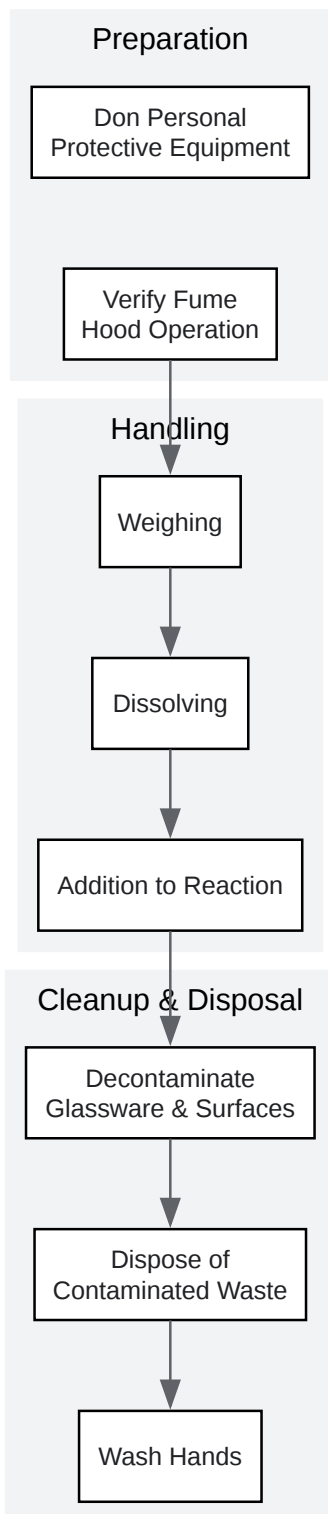 Preparation
Don Personal
Protective Equipment
Verify Fume
Hood Operation
Handling
Weighing
Dissolving
Addition to Reaction
Cleanup & Disposal
Decontaminate
Glassware & Surfaces
Dispose of
Contaminated Waste
Wash Hands